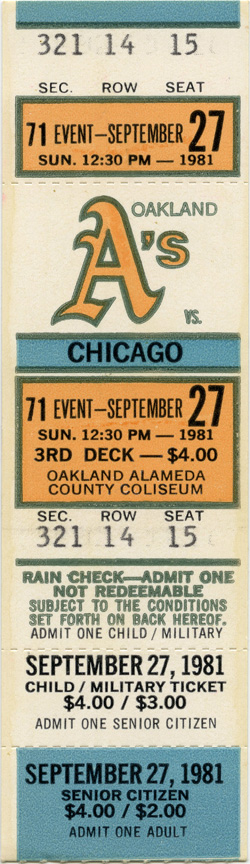 321 14 15
SEC. ROW SEAT
71 EVENT—SEPTEMBER 27
SUN. 12:30 PM — 1981
OAKLAND
A's
VS.
CHICAGO
71 EVENT—SEPTEMBER 27
SUN. 12:30 PM — 1981
3RD DECK — $4.00
OAKLAND ALAMEDA
COUNTY COLISEUM
SEC. ROW SEAT
321 14 15
RAIN CHECK—ADMIT ONE
NOT REDEEMABLE
SUBJECT TO THE CONDITIONS
SET FORTH ON BACK HEREOF.
ADMIT ONE CHILD / MILITARY
SEPTEMBER 27, 1981
CHILD / MILITARY TICKET
$4.00 / $3.00
ADMIT ONE SENIOR CITIZEN
SEPTEMBER 27, 1981
SENIOR CITIZEN
$4.00 / $2.00
ADMIT ONE ADULT